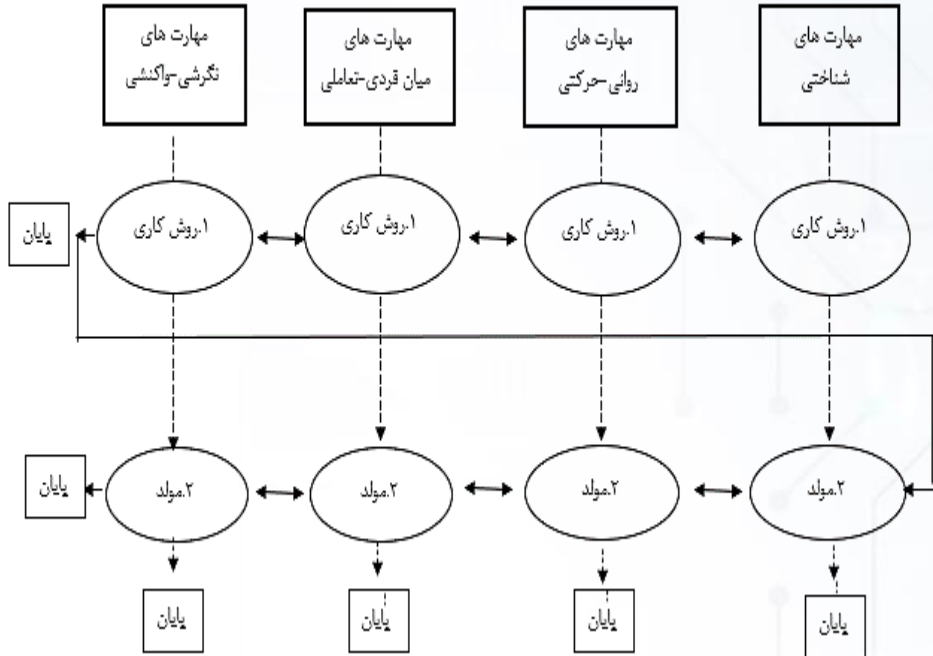 مهارت های
شناختی
مهارت های
روانی-حرکتی
مهارت های
میان فردی-تعاملی
مهارت های
نگرشی-واکنشی
۱.روش کاری
۱.روش کاری
۱.روش کاری
۱.روش کاری
پایان
۲.مولد
۲.مولد
۲.مولد
۲.مولد
پایان
پایان
پایان
پایان
پایان